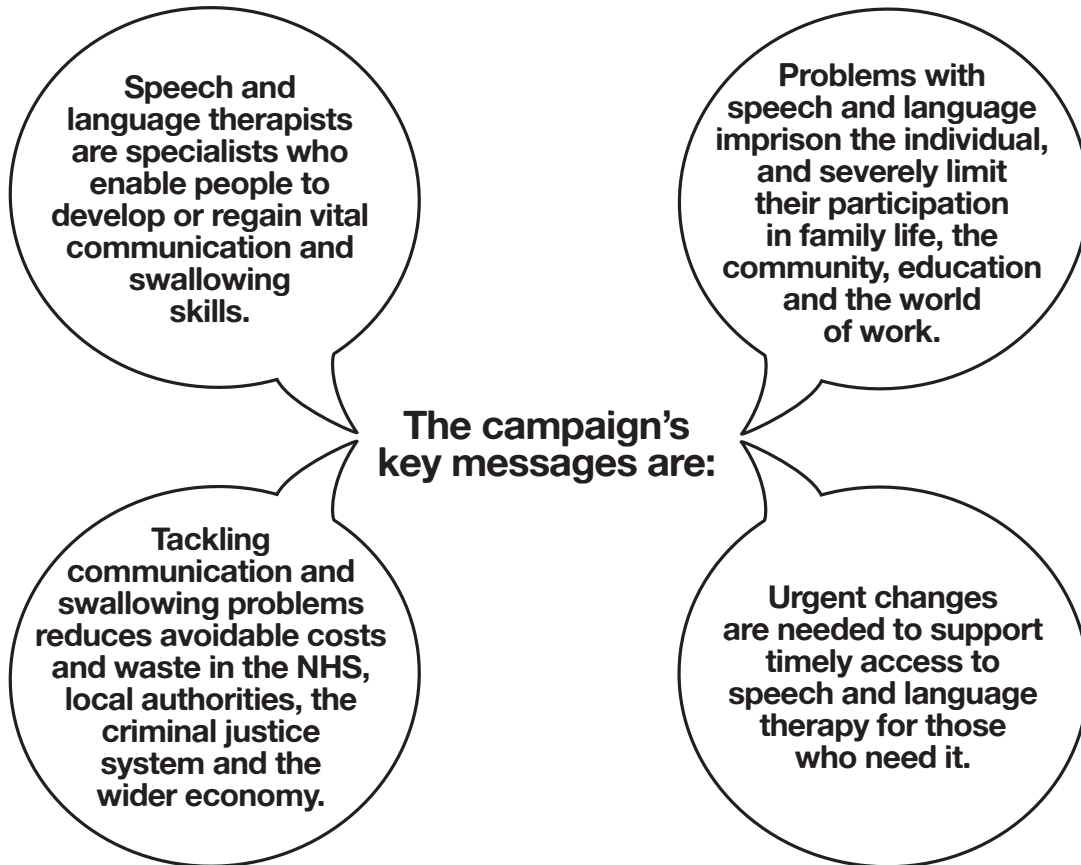 Speech and
language therapists
are specialists who
enable people to
develop or regain vital
communication and
swallowing
skills.
Problems with
speech and language
imprison the individual,
and severely limit
their participation
in family life, the
community, education
and the world
of work.
The campaign’s
key messages are:
Tackling
communication and
swallowing problems
reduces avoidable costs
and waste in the NHS,
local authorities, the
criminal justice
system and the
wider economy.
Urgent changes
are needed to support
timely access to
speech and language
therapy for those
who need it.